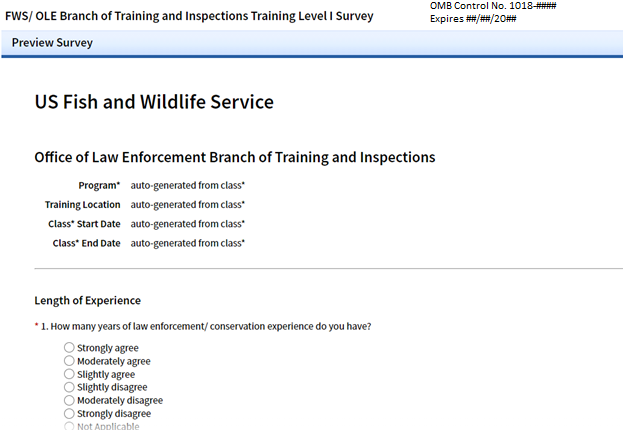 FWS/ OLE Branch of Training and Inspections Training Level I Survey
OMB Control No. 1018-####
Expires ##/##/20##
Preview Survey
US Fish and Wildlife Service
Office of Law Enforcement Branch of Training and Inspections
Program* auto-generated from class*
Training Location auto-generated from class*
Class* Start Date auto-generated from class*
Class* End Date auto-generated from class*
Length of Experience
* 1. How many years of law enforcement/ conservation experience do you have?
Strongly agree
Moderately agree
Slightly agree
Slightly disagree
Moderately disagree
Strongly disagree
Not Applicable